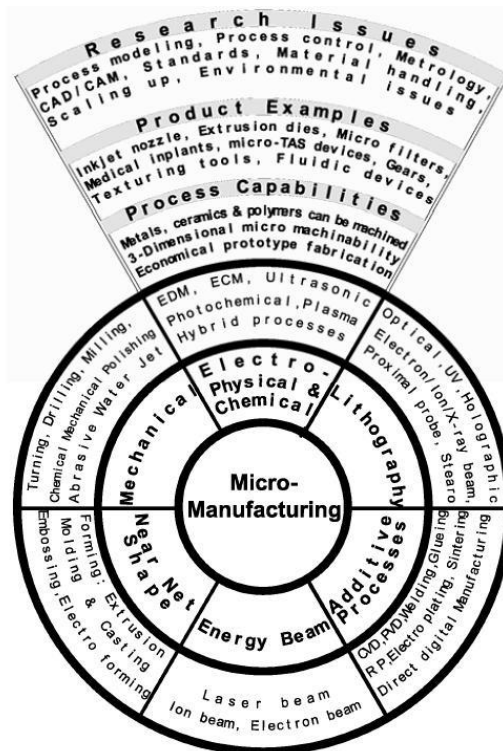 Research Issues
Process modeling, Process control, Metrology,
CAD/CAM, Standards, Material handling,
Scaling up, Environmental issues
Product Examples
Inkjet nozzle, Extrusion dies, Micro filters,
Medical inplants, micro-TAS devices, Gears,
Texturing tools, Fluidic devices
Process Capabilities
Metals, ceramics & polymers can be machined
3-Dimensional micro machinability
Economical prototype fabrication
EDM, ECM, Ultrasonic
Photochemical, Plasma
Hybrid processes
Electro-
Physical &
Chemical
Optical, UV, Holographic
Electron/Ion/X-ray beam,
Proximal probe, Stearo
Lithography
CVD,PVD,Welding,Glueing
RP,Electro plating, Sintering
Direct digital Manufacturing
Additive
Processes
Energy Beam
Laser beam
Ion beam, Electron beam
Near Net
Shape
Forming: Extrusion
Molding & Casting
Embossing,Electro forming
Mechanical
Turning, Drilling, Milling,
Chemical Mechanical Polishing
Abrasive Water Jet
Micro-
Manufacturing